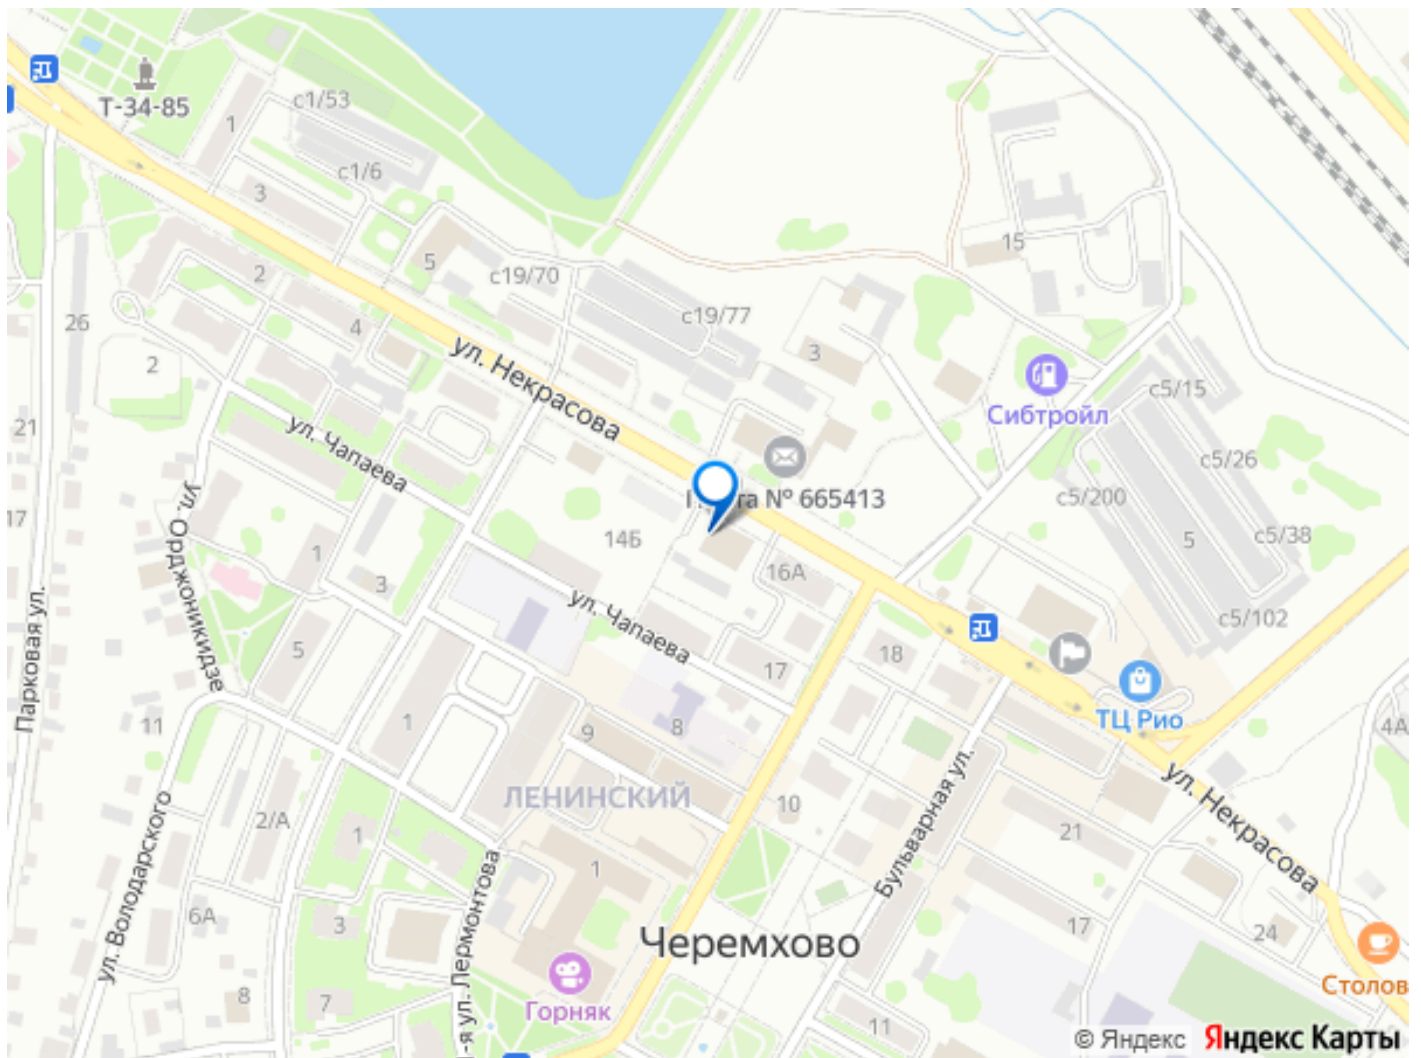 Т-34-85
с1/53
1
с1/6
3
15
5
с19/70
2
26
с19/77
4
3
2
ул. Некрасова
Сибтройл
с5/15
21
ул. Чапаева
с5/26
№ 665413
с5/200
17
ул. Орджоникидзе
14Б
5
с5/38
1
16А
3
Парковая ул.
ул. Чапаева
с5/102
5
18
17
11
1
9
8
ТЦ Рио
4А
ЛЕНИНСКИЙ
10
ул. Некрасова
2/А
1
Бульварная ул.
21
ул. Володарского
1
6А
3
-я ул. Лермонтова
17
24
Черемхово
Столов
8
7
Горняк
11
© Яндекс Яндекс Карты